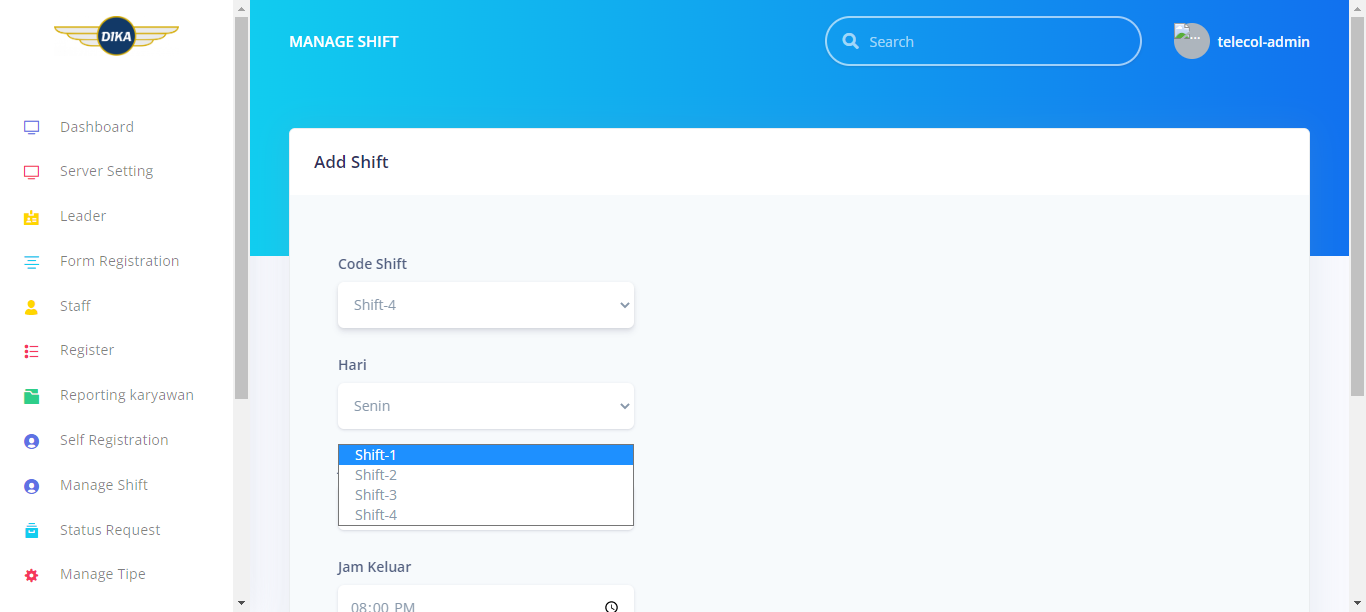 DIKA
Dashboard
Server Setting
Leader
Form Registration
Staff
Register
Reporting karyawan
Self Registration
Manage Shift
Status Request
Manage Tipe
MANAGE SHIFT
Search
...
telecol-admin
Add Shift
Code Shift
Shift-4
Hari
Senin
Shift-1
Shift-2
Shift-3
Shift-4
Jam Keluar
08:00 PM